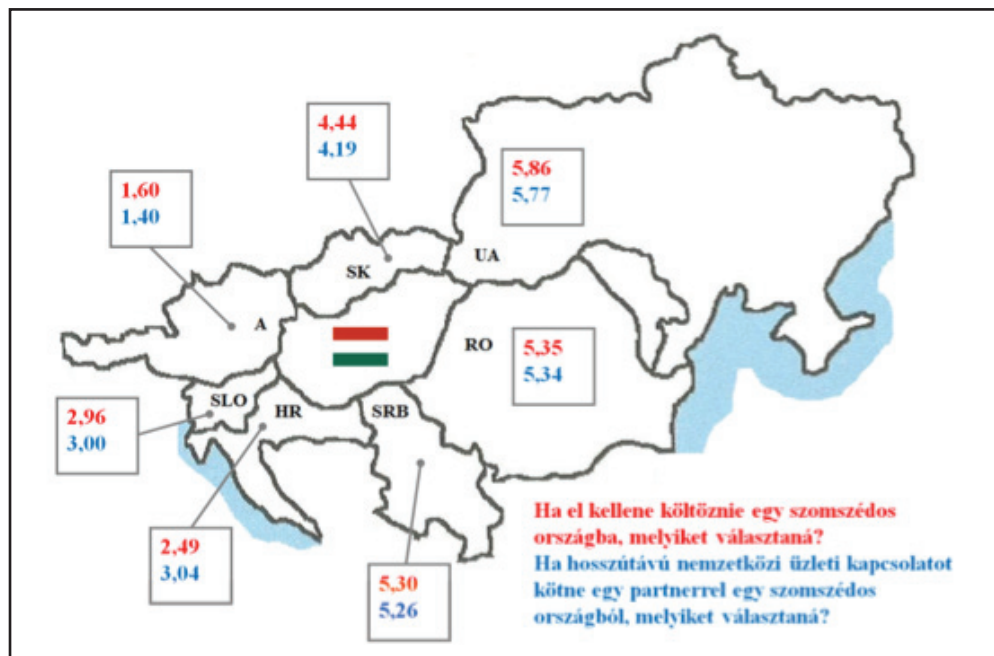 4,44
4,19
5,86
5,77
1,60
1,40
UA
SK
A
RO
5,35
5,34
SLO
HR
SRB
2,96
3,00
2,49
3,04
5,30
5,26
Ha el kellene költöznie egy szomszédos
országba, melyiket választaná?
Ha hosszútávú nemzetközi üzleti kapcsolatot
kötne egy partnerrel egy szomszédos
országból, melyiket választaná?